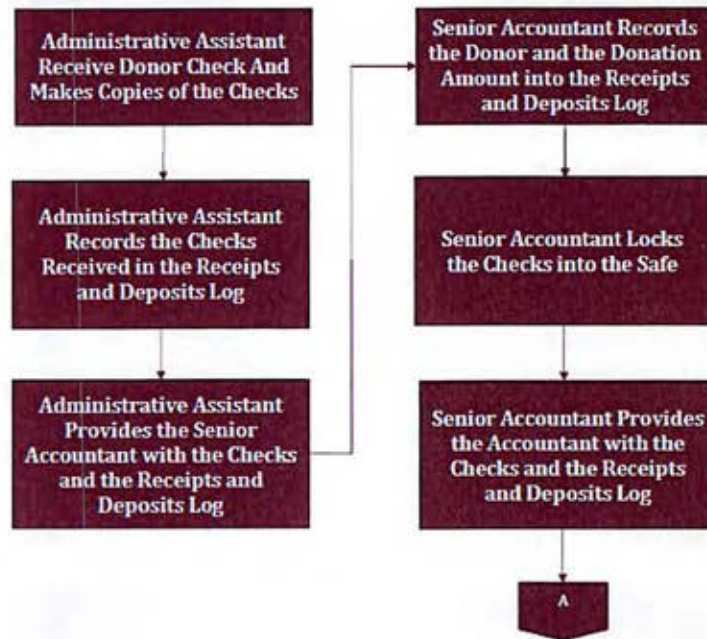 Administrative Assistant
Receive Donor Check And
Makes Copies of the Checks
Administrative Assistant
Records the Checks
Received in the Receipts
and Deposits Log
Administrative Assistant
Provides the Senior
Accountant with the Checks
and the Receipts and
Deposits Log
Senior Accountant Records
the Donor and the Donation
Amount into the Receipts
and Deposits Log
Senior Accountant Locks
the Checks into the Safe
Senior Accountant Provides
the Accountant with the
Checks and the Receipts
and Deposits Log
A